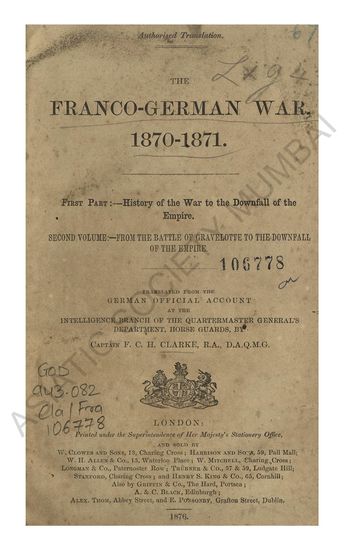 Authorised Translation.
61
Lxg4
THE
FRANCO-GERMAN WAR,
1870-1871.
FIRST PART:—HISTORY OF THE WAR TO THE DOWNFALL OF THE
EMPIRE.
SECOND VOLUME:—FROM THE BATTLE OF GRAVELOTTE TO THE DOWNFALL
OF THE EMPIRE.
106778
TRANSLATED FROM THE
GERMAN OFFICIAL ACCOUNT
AT THE
INTELLIGENCE BRANCH OF THE QUARTERMASTER GENERAL'S
DEPARTMENT, HORSE GUARDS, BY
CAPTAIN F. C. H. CLARKE, R.A., D.A.Q.M.G.
GOD
943.082
Cla/Fra
106778
LONDON:
Printed under the Superintendence of Her Majesty's Stationery Office,
AND SOLD BY
W. CLOWES AND SONS, 13, Charing Cross; HARRISON AND SONS, 59, Pall Mall;
W. H. ALLEN & CO., 13, Waterloo Place; W. MITCHELL, Charing Cross;
LONGMAN & CO., Paternoster Row; TRÜBNER & CO., 57 & 59, Ludgate Hill;
STANFORD, Charing Cross; and HENRY S. KING & CO., 65, Cornhill;
Also by GRIFFIN & CO., The Hard, Portsea;
A. & C. BLACK, Edinburgh;
ALEX. THOM, Abbey Street, and E. PONSONBY, Grafton Street, Dublin.
1876.
ASIATIC SOCIETY MUMBAI